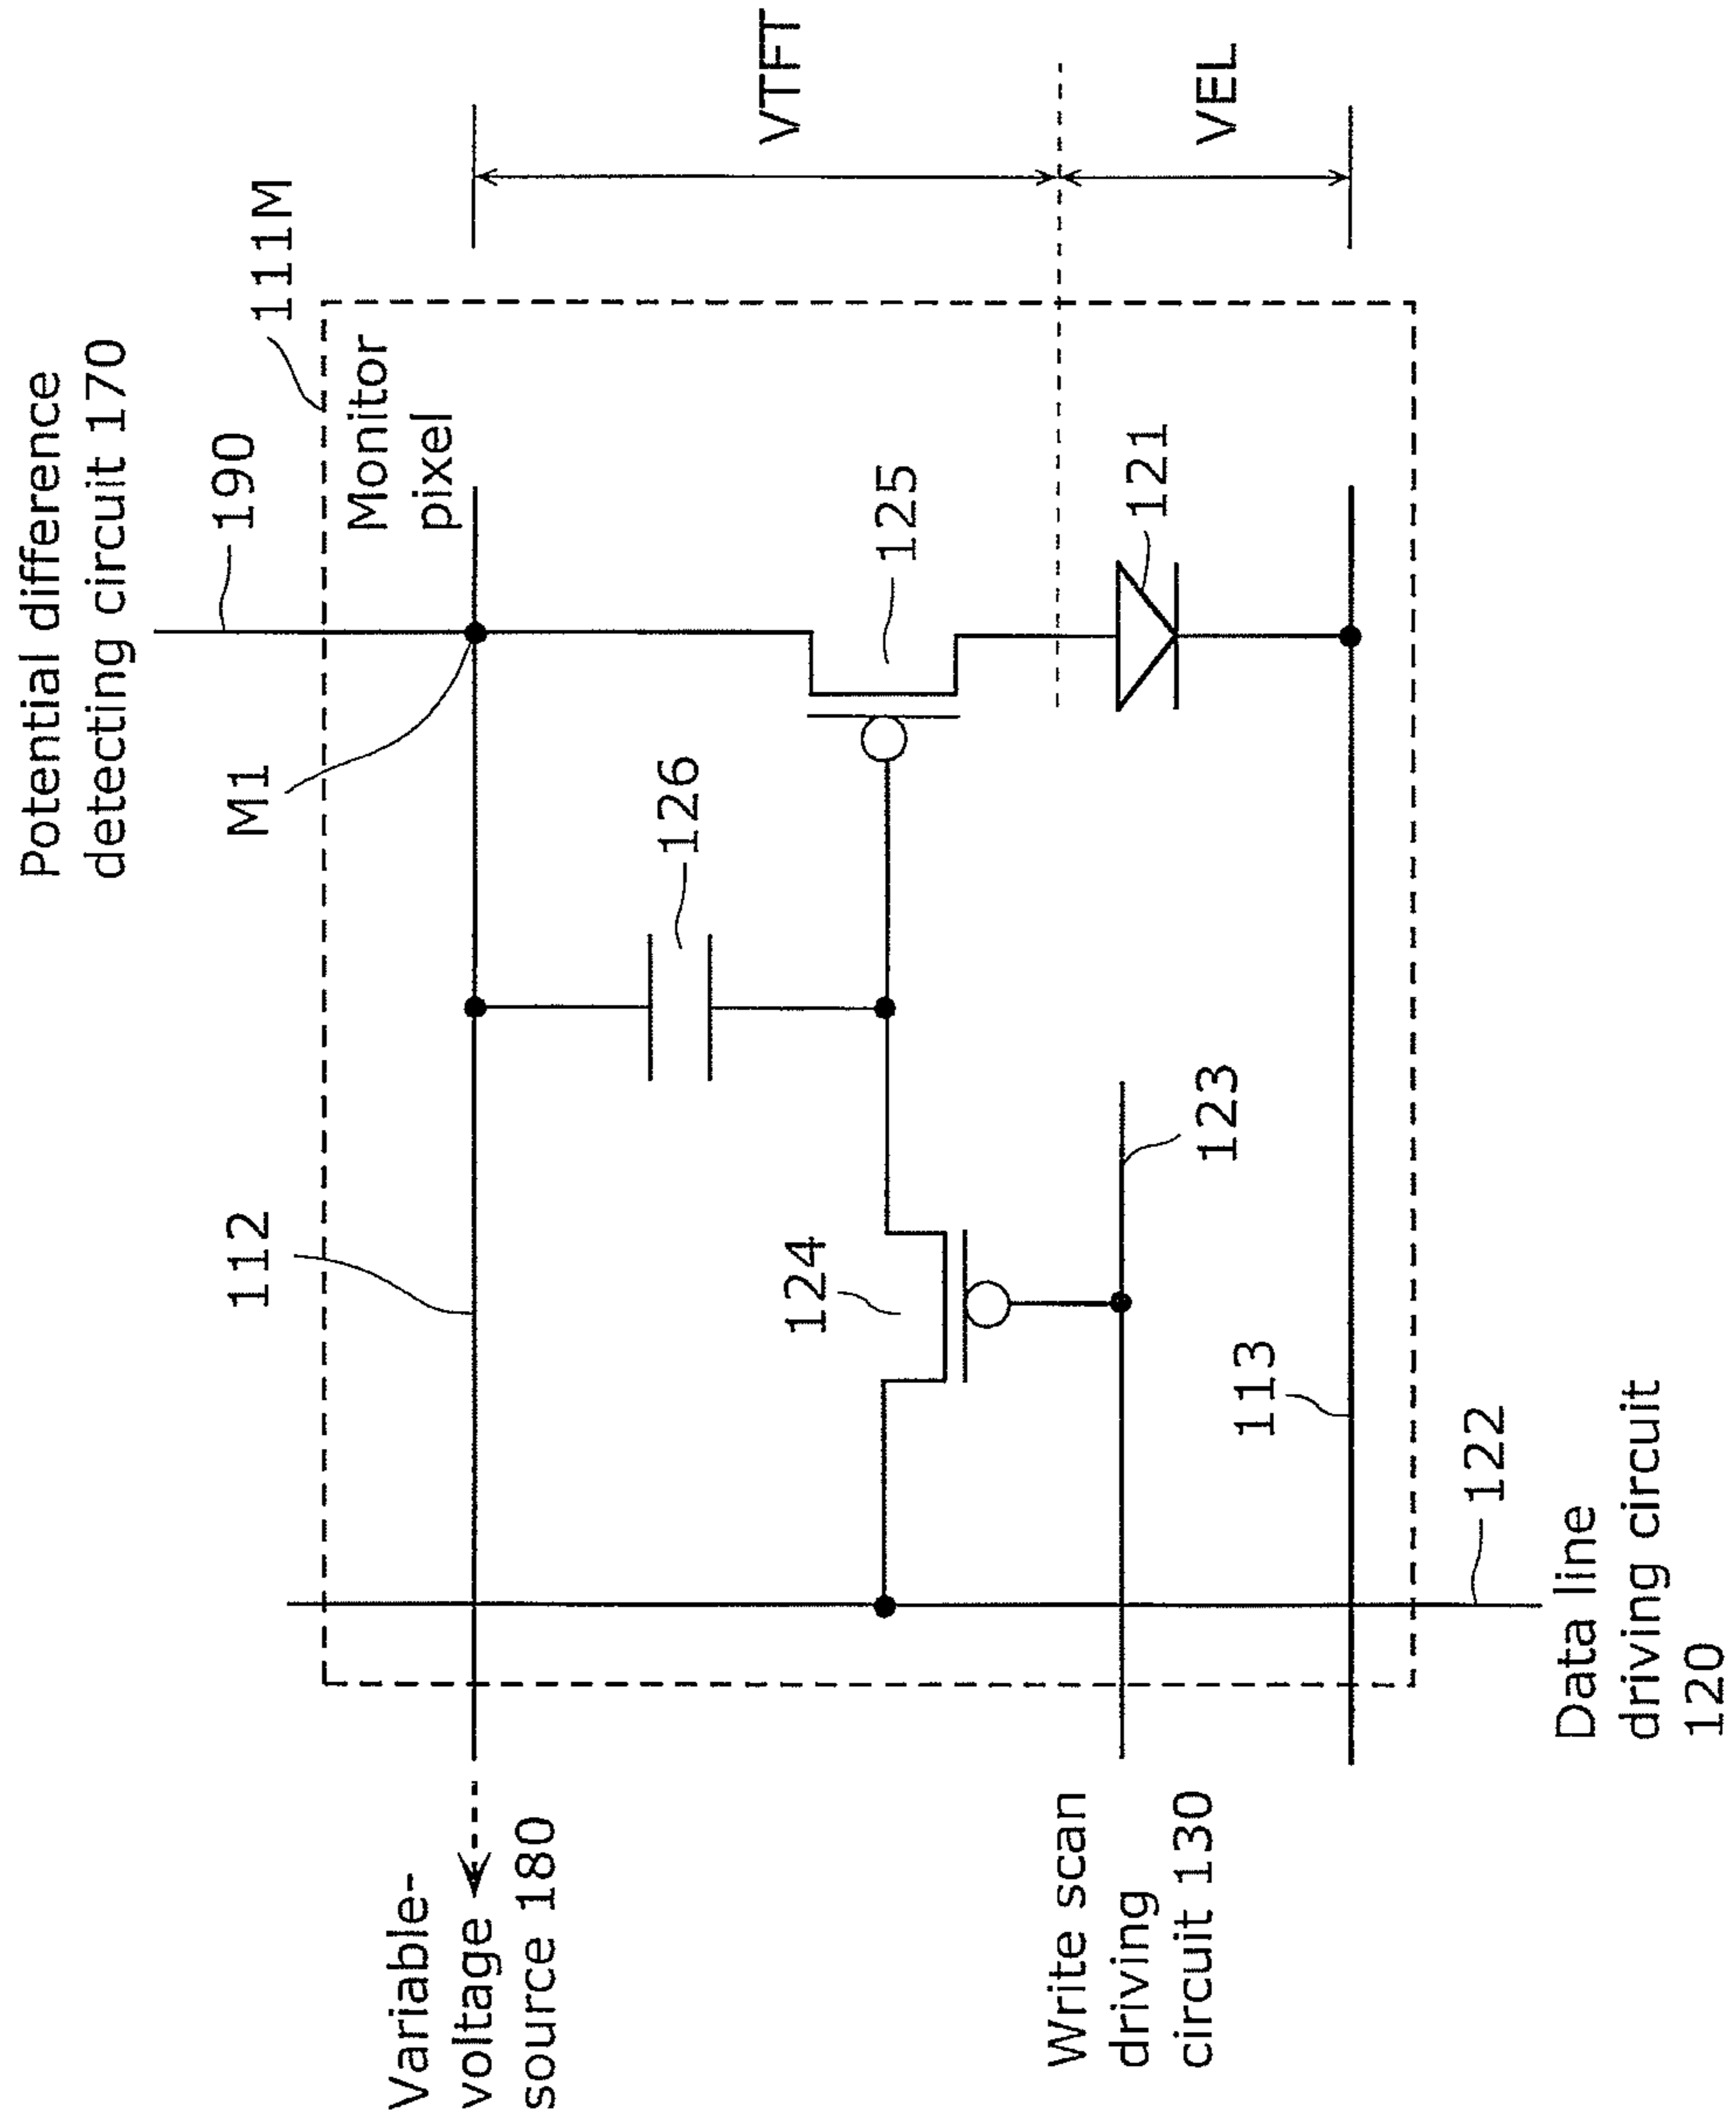 Potential difference
detecting circuit 170
M1
190
111M
Monitor
pixel
112
126
125
124
123
121
113
122
VTFT
VEL
Variable-
voltage
source 180
Write scan
driving
circuit 130
Data line
driving circuit
120